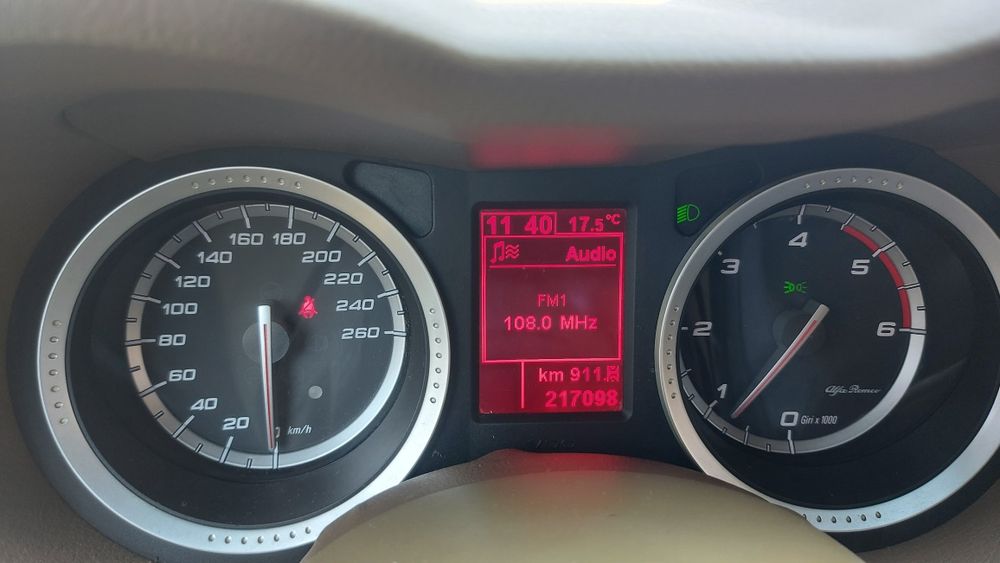 160 180
140 200
120 220
100 240
80 260
60
40
20
0 km/h
11 40 17.5°C
Audio
FM1
108.0 MHz
km 911.
217098
4
3 5
2 6
1
0 Giri x 1000
Alfa Romeo